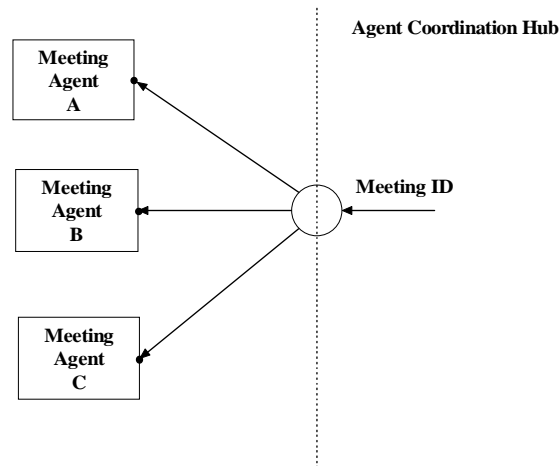 Agent Coordination Hub
Meeting
Agent
A
Meeting
Agent
B
Meeting ID
Meeting
Agent
C